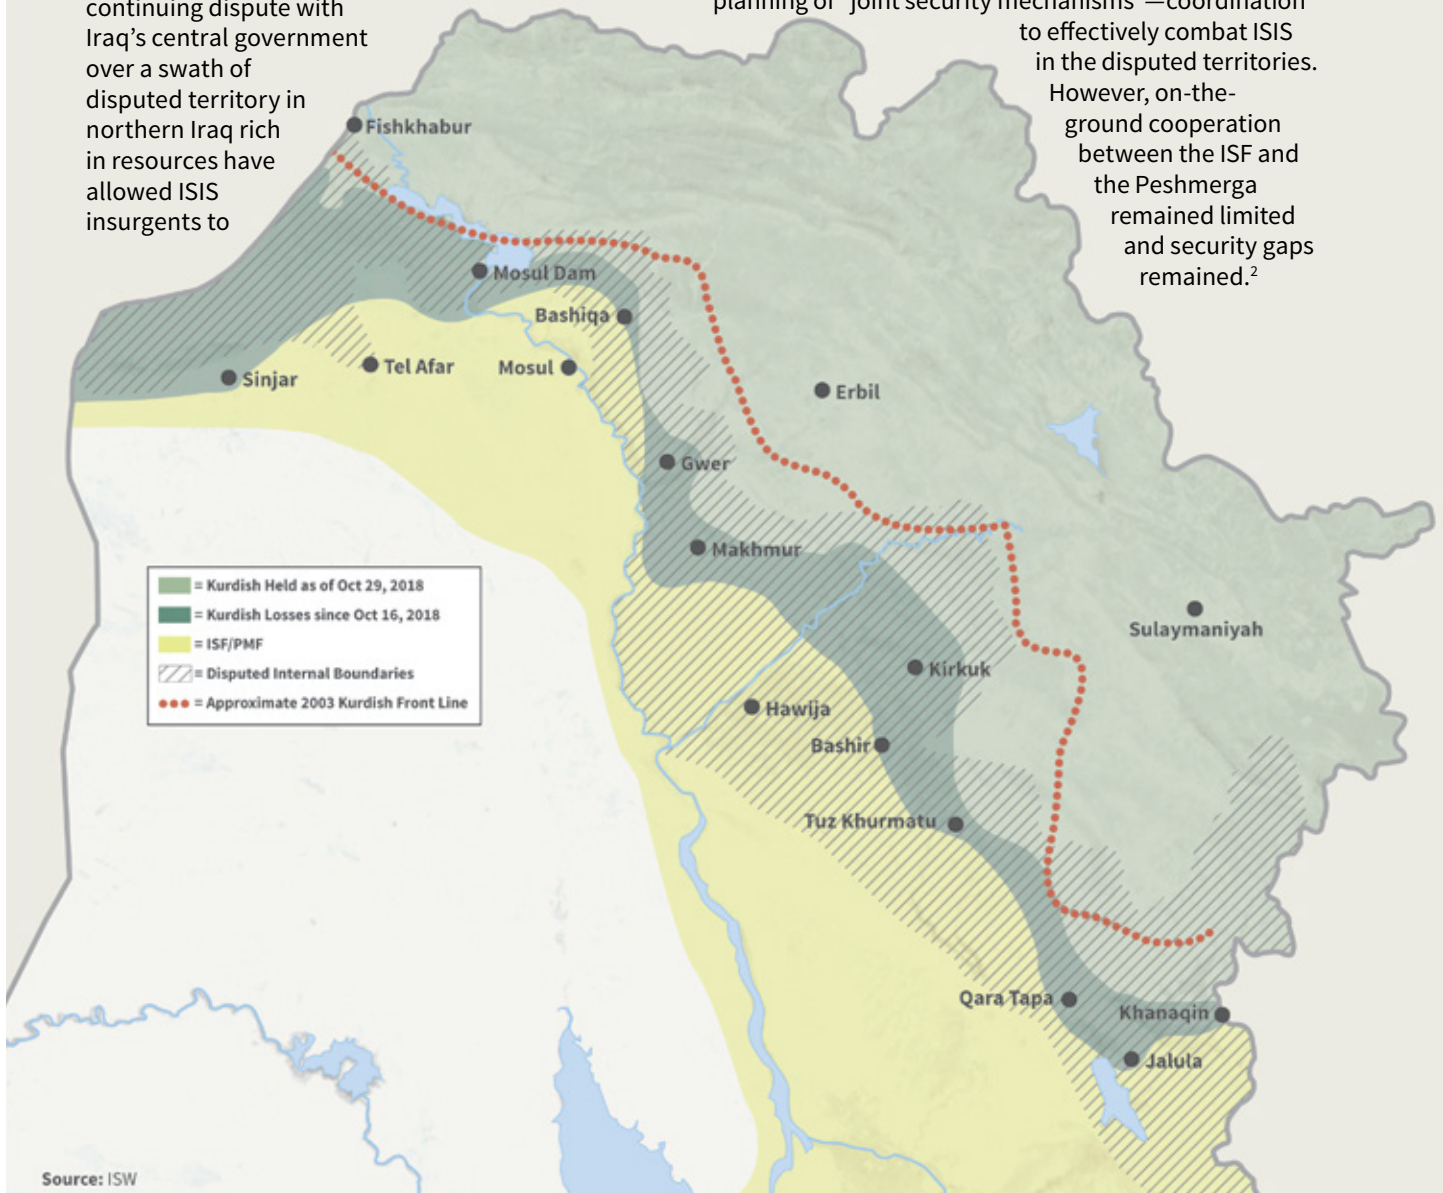 continuing dispute with
Iraq’s central government
over a swath of
disputed territory in
northern Iraq rich
in resources have
allowed ISIS
insurgents to
planning of “joint security mechanisms”—coordination
to effectively combat ISIS
in the disputed territories.
However, on-the-
ground cooperation
between the ISF and
the Peshmerga
remained limited
and security gaps
remained.²
Fishkhabur
Mosul Dam
Bashiqa
Sinjar
Tel Afar
Mosul
Erbil
Gwer
Makhmur
Sulaymaniyah
Kirkuk
Hawija
Bashir
Tuz Khurmatu
Qara Tapa
Khanaqin
Jalula
= Kurdish Held as of Oct 29, 2018
= Kurdish Losses since Oct 16, 2018
= ISF/PMF
= Disputed Internal Boundaries
= Approximate 2003 Kurdish Front Line
Source: ISW